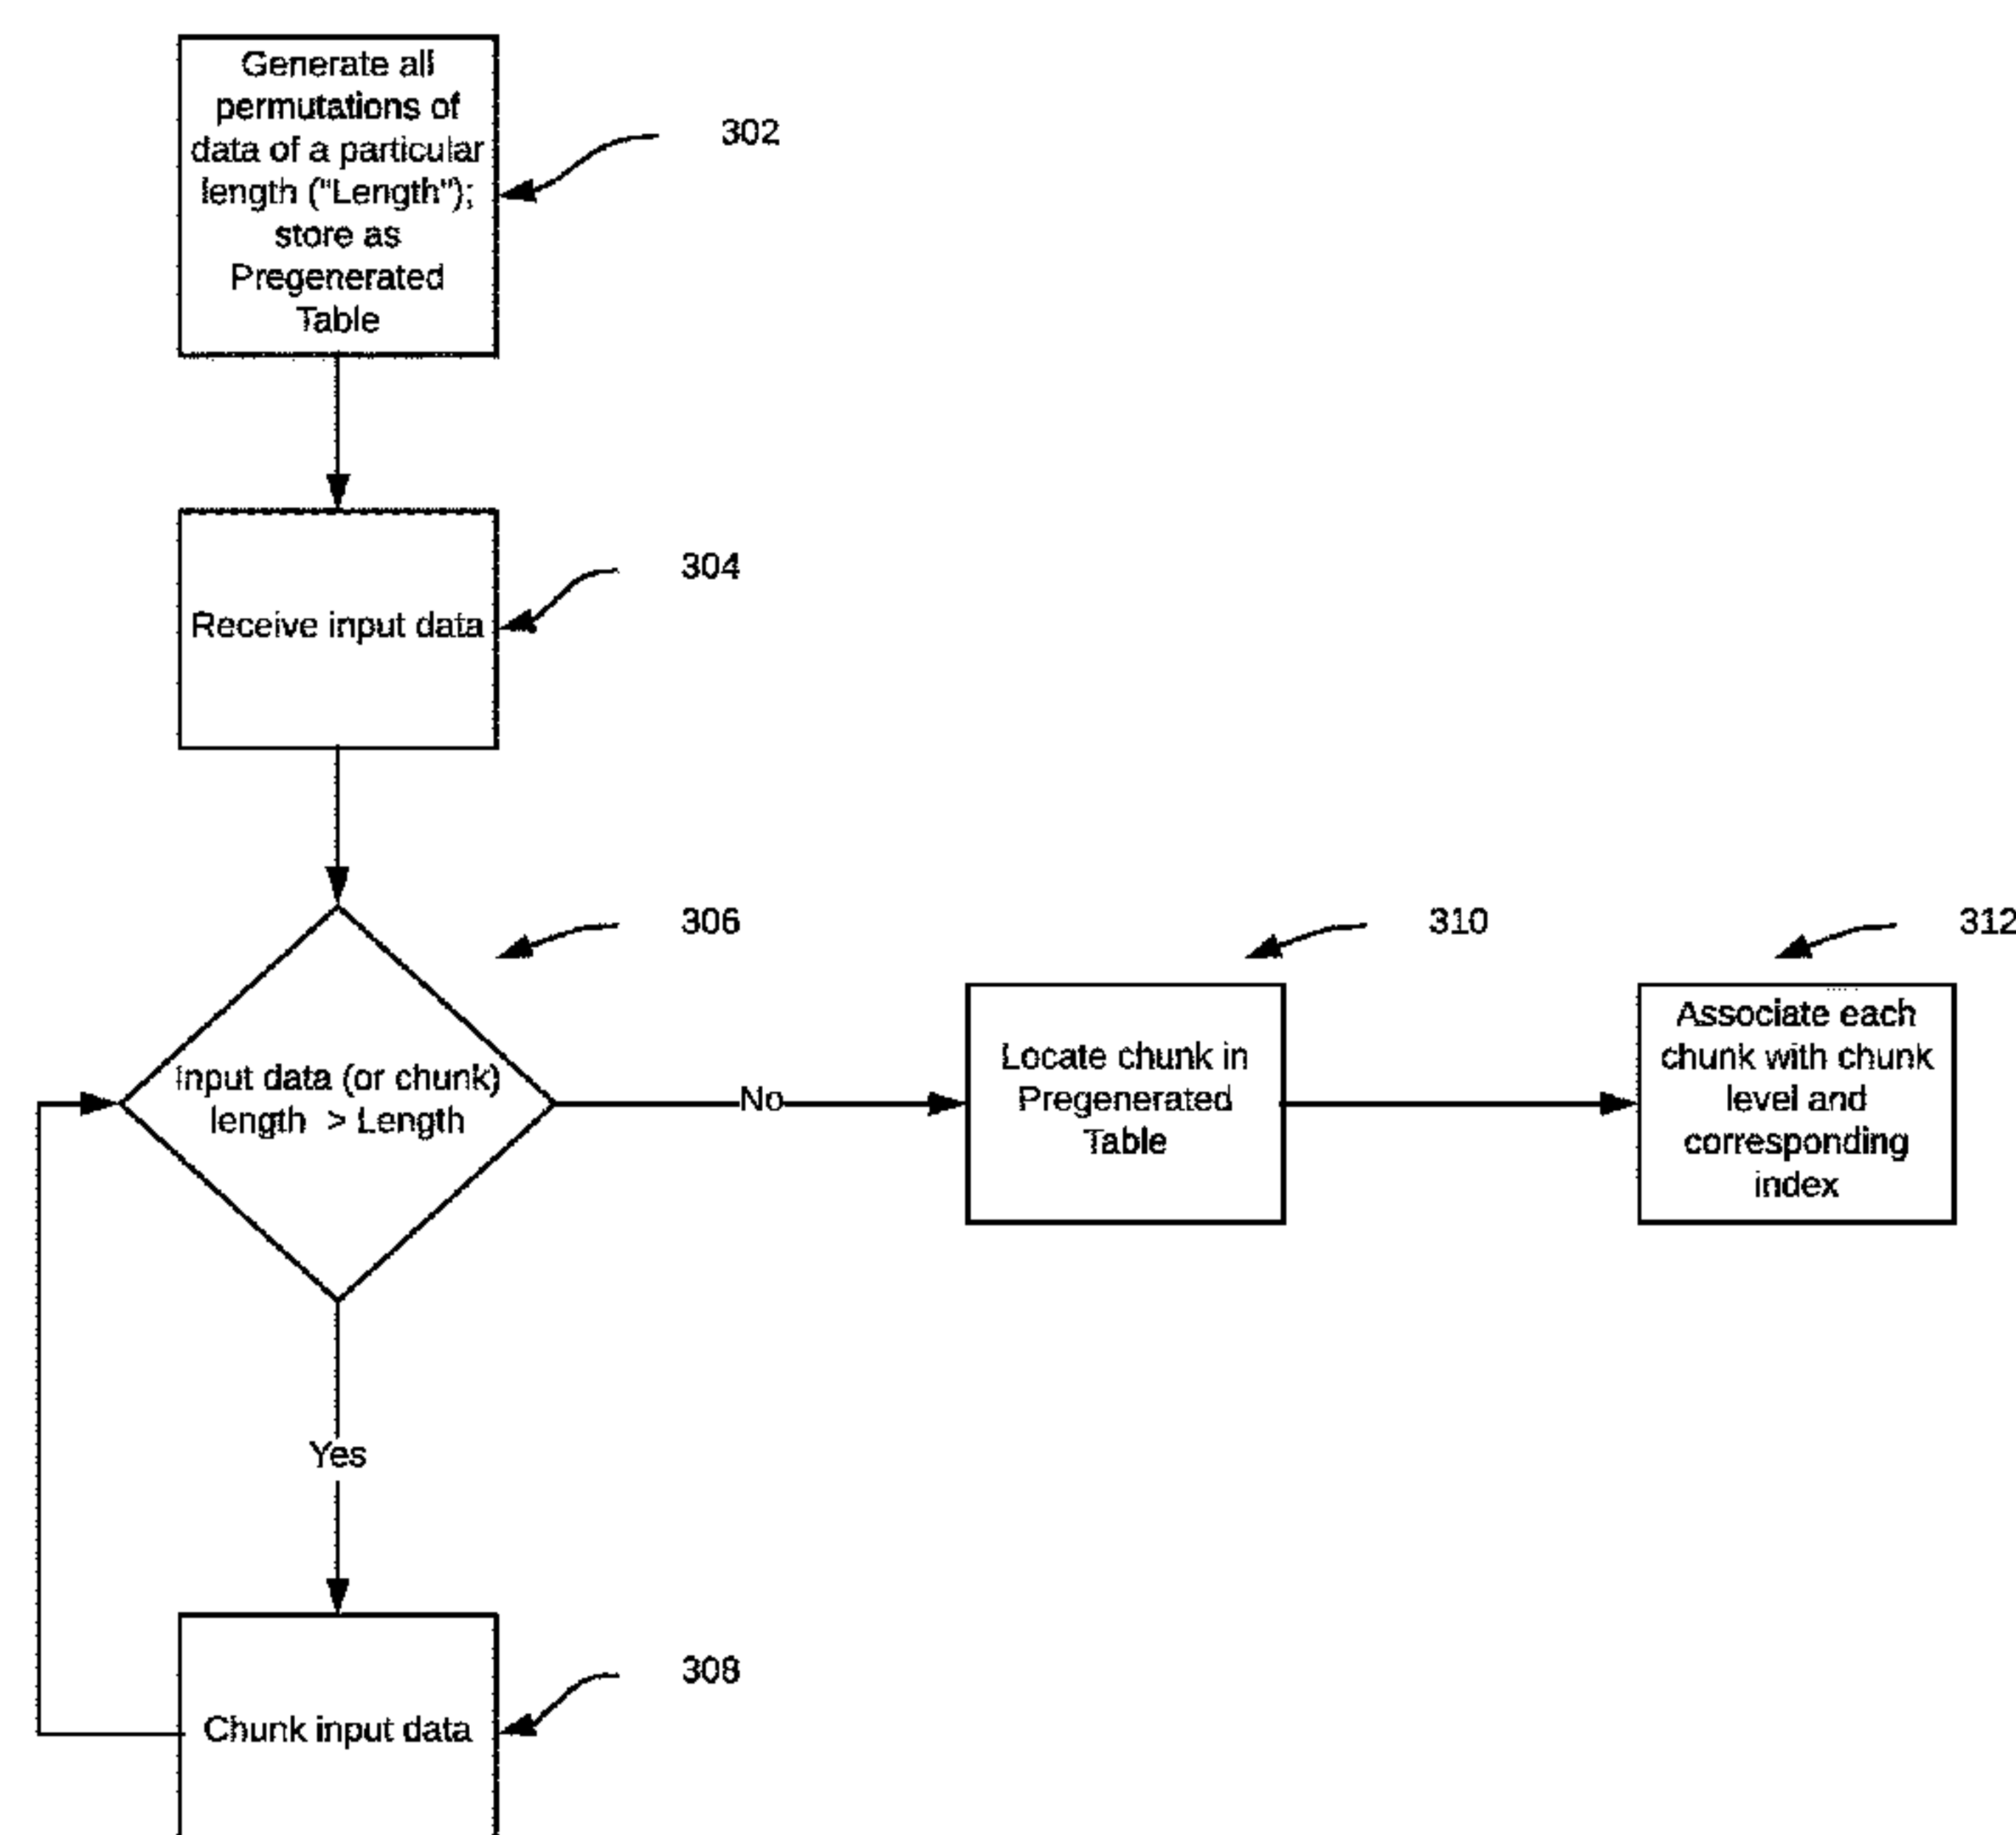 Generate all
permutations of
data of a particular
length ("Length");
store as
Pregenerated
Table
302
Receive input data
304
306
310
312
Input data (or chunk)
length > Length
No
Locate chunk in
Pregenerated
Table
Associate each
chunk with chunk
level and
corresponding
index
Yes
308
Chunk input data